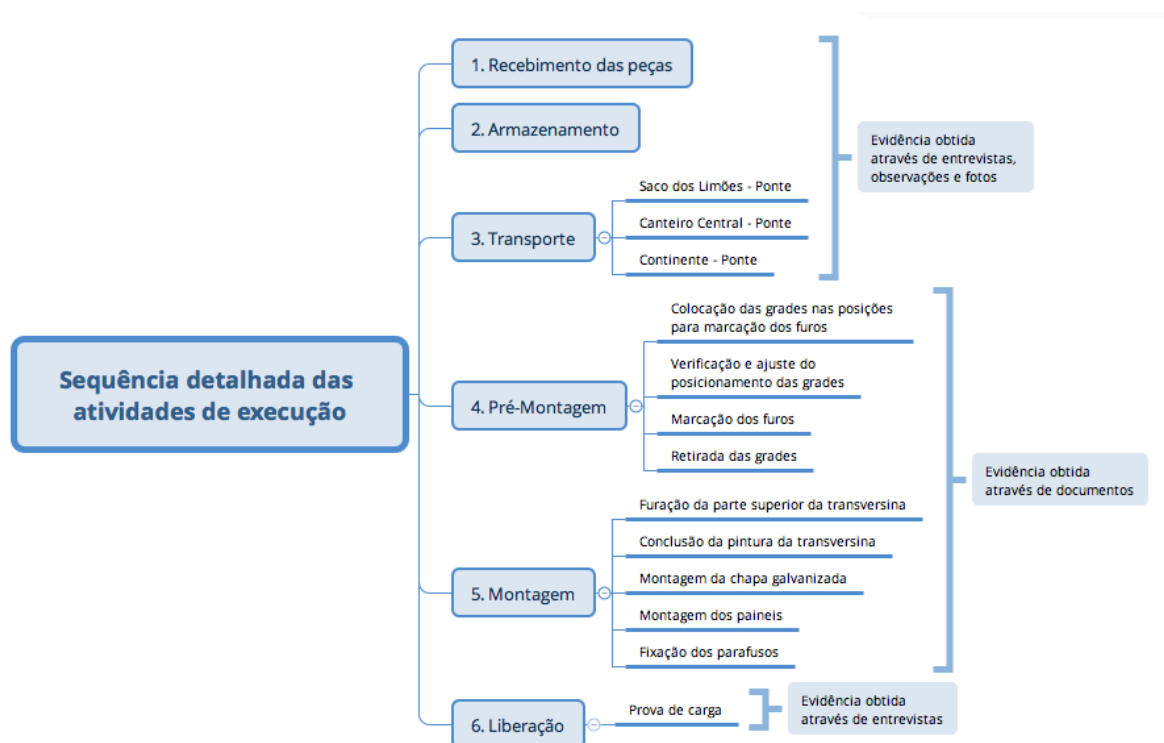 Sequência detalhada das
atividades de execução
1. Recebimento das peças
2. Armazenamento
3. Transporte
Saco dos Limões - Ponte
Canteiro Central - Ponte
Continente - Ponte
Evidência obtida
através de entrevistas,
observações e fotos
4. Pré-Montagem
Colocação das grades nas posições
para marcação dos furos
Verificação e ajuste do
posicionamento das grades
Marcação dos furos
Retirada das grades
5. Montagem
Furação da parte superior da transversina
Conclusão da pintura da transversina
Montagem da chapa galvanizada
Montagem dos paineis
Fixação dos parafusos
Evidência obtida
através de documentos
6. Liberação
Prova de carga
Evidência obtida
através de entrevistas